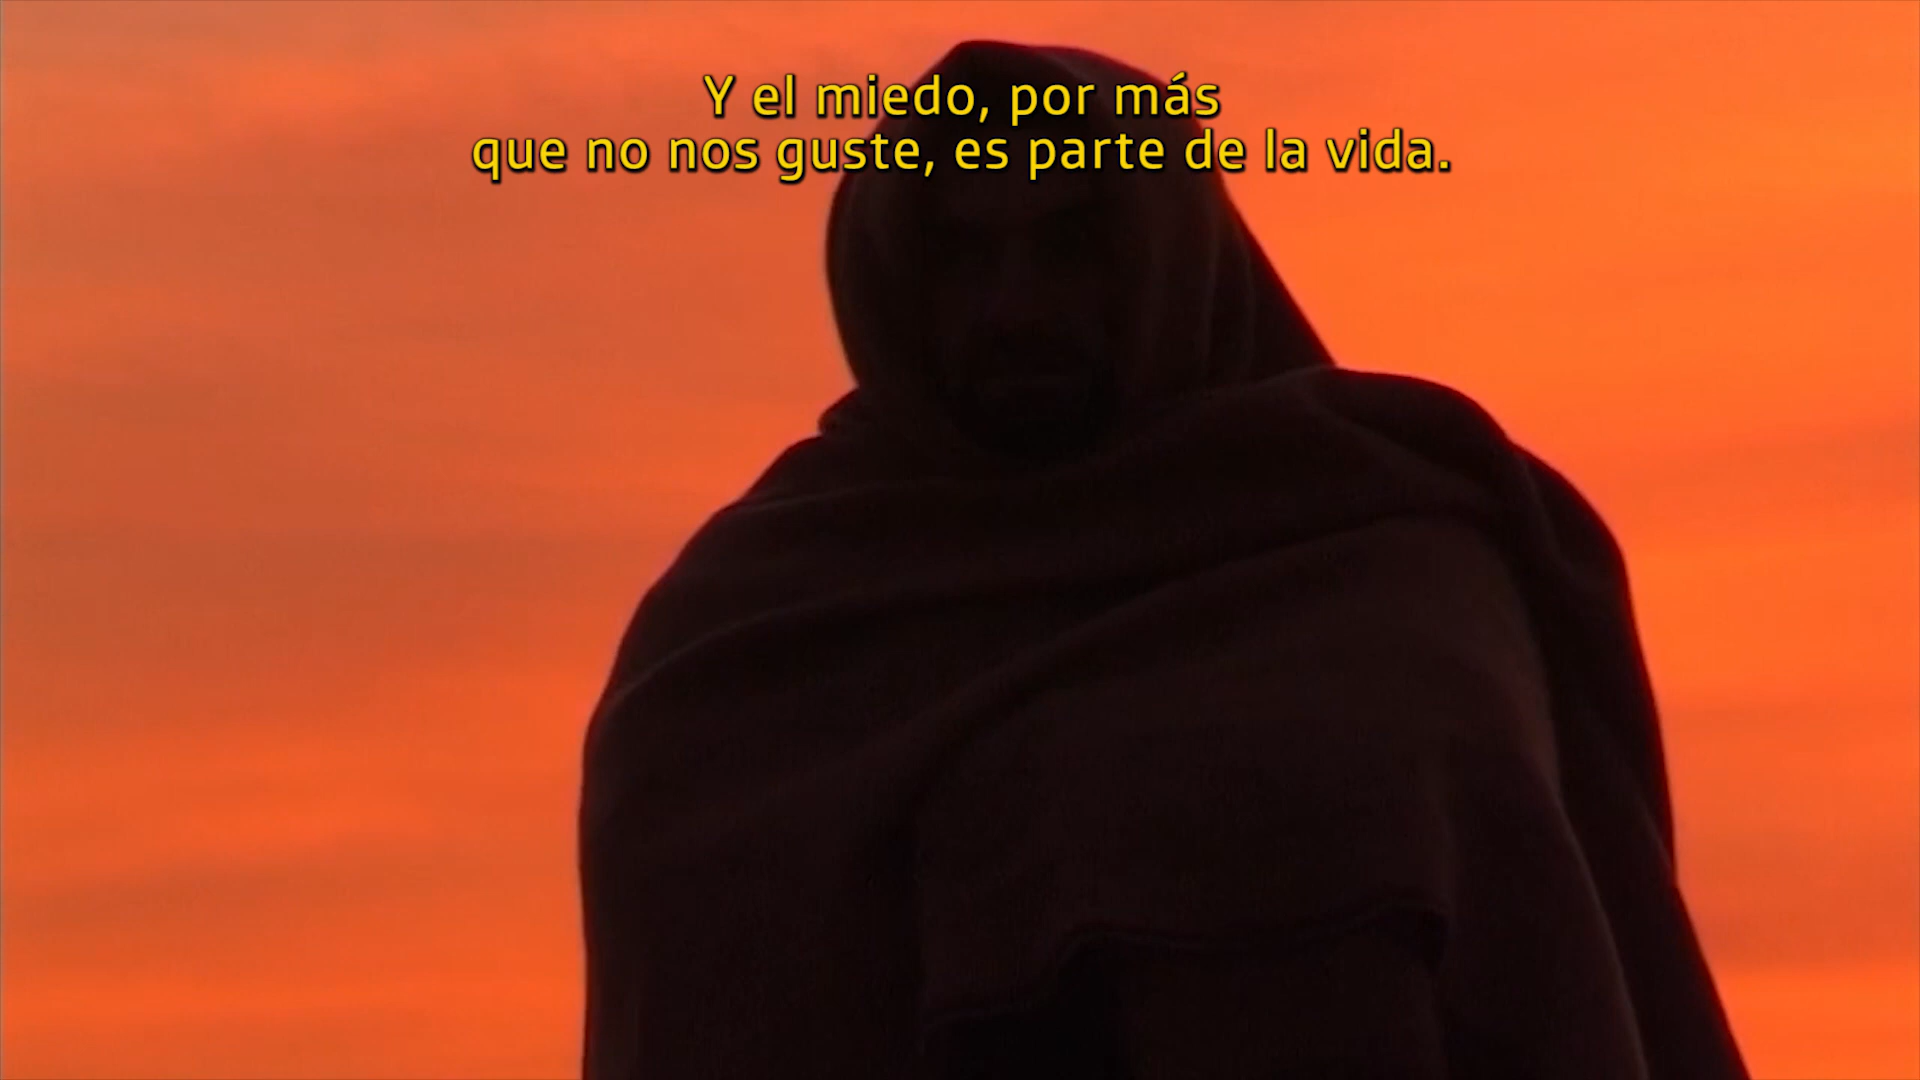 Y el miedo, por más
que no nos guste, es parte de la vida.